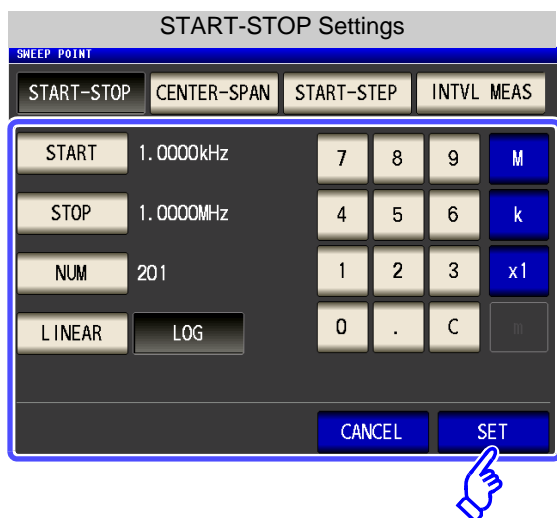 START-STOP Settings
SWEEP POINT
START-STOP CENTER-SPAN START-STEP INTVL MEAS
START 1.0000kHz 7 8 9 M
STOP 1.0000MHz 4 5 6 k
NUM 201 1 2 3 x1
LINEAR LOG 0 . C m
CANCEL SET